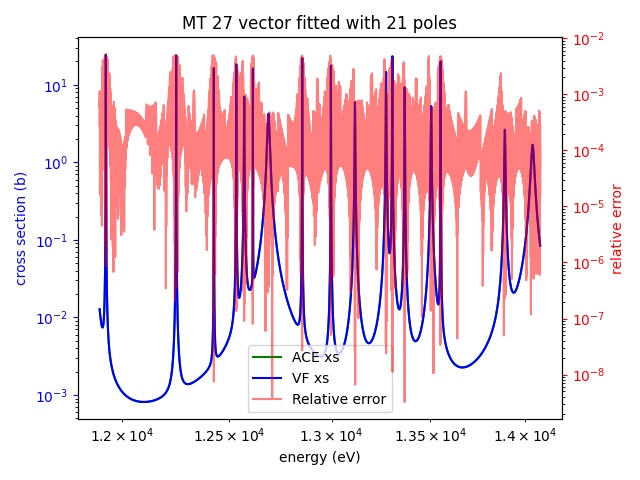 MT 27 vector fitted with 21 poles
10¹
10⁰
10⁻¹
10⁻²
10⁻³
cross section (b)
10⁻²
10⁻³
10⁻⁴
10⁻⁵
10⁻⁶
10⁻⁷
10⁻⁸
relative error
ACE xs
VF xs
Relative error
1.2 × 10⁴ 1.25 × 10⁴ 1.3 × 10⁴ 1.35 × 10⁴ 1.4 × 10⁴
energy (eV)